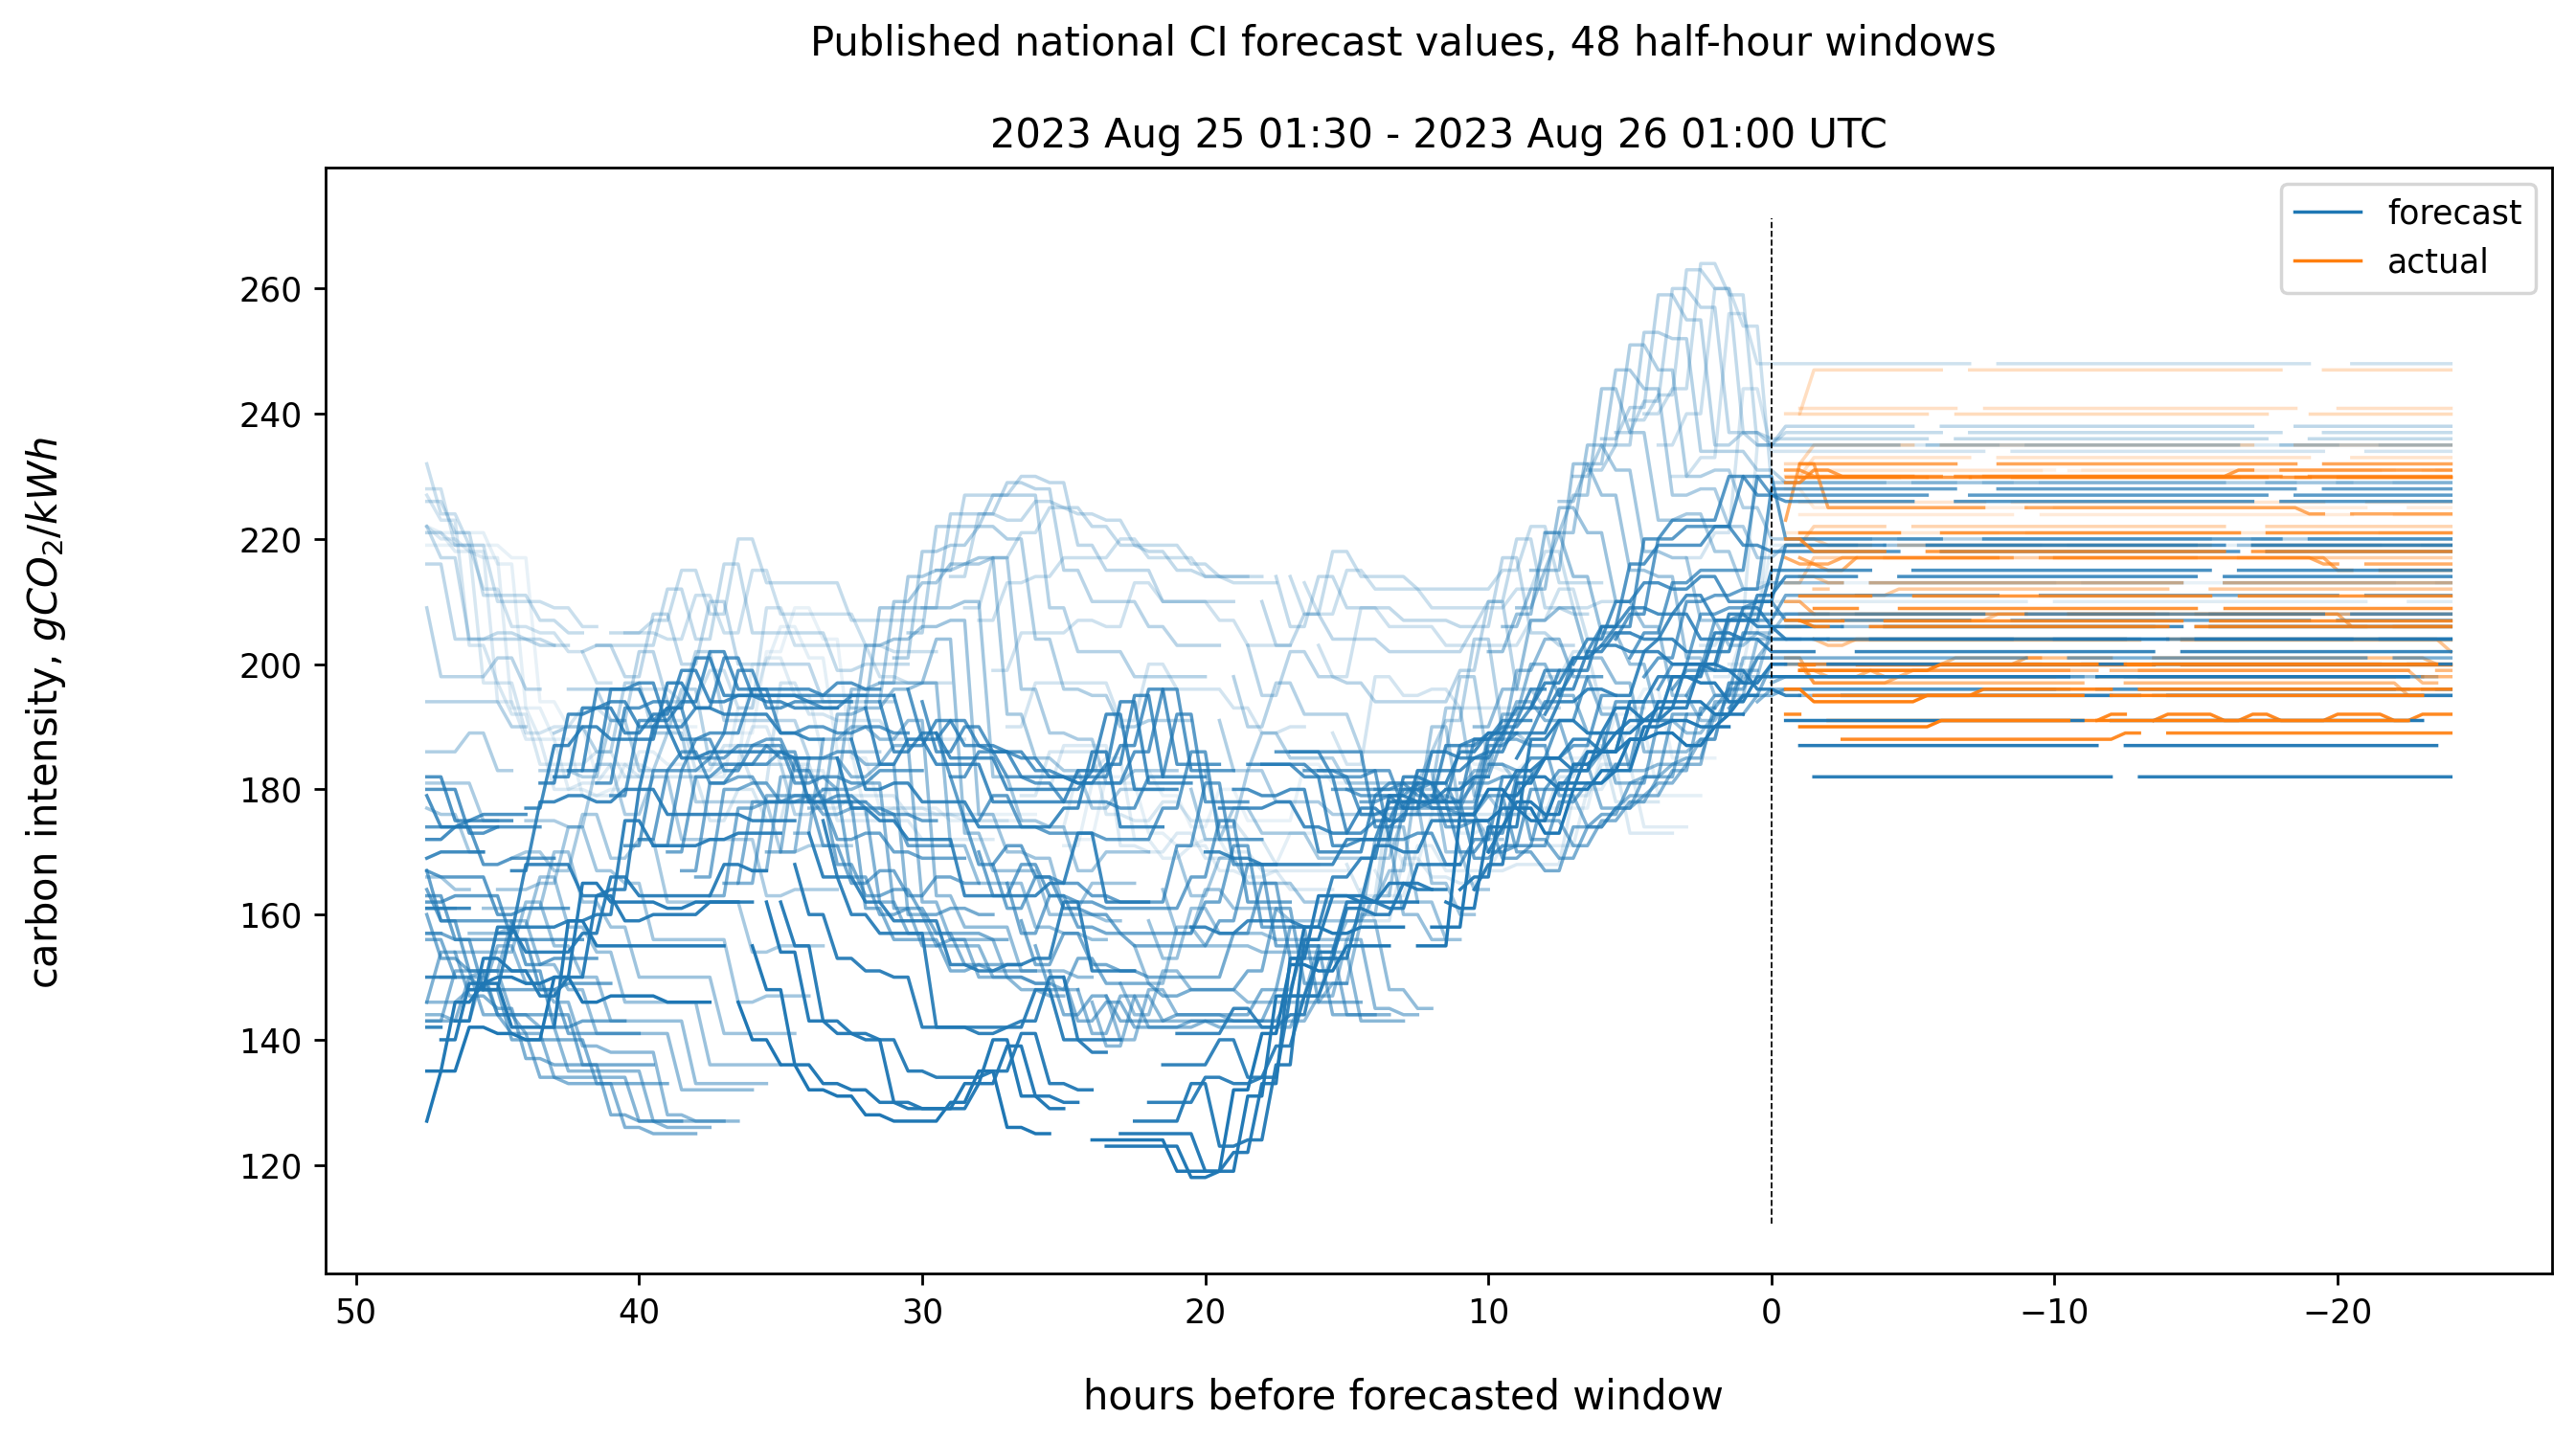 Published national CI forecast values, 48 half-hour windows
2023 Aug 25 01:30 - 2023 Aug 26 01:00 UTC
forecast
actual
carbon intensity, gCO₂/kWh
260
240
220
200
180
160
140
120
50 40 30 20 10 0 −10 −20
hours before forecasted window